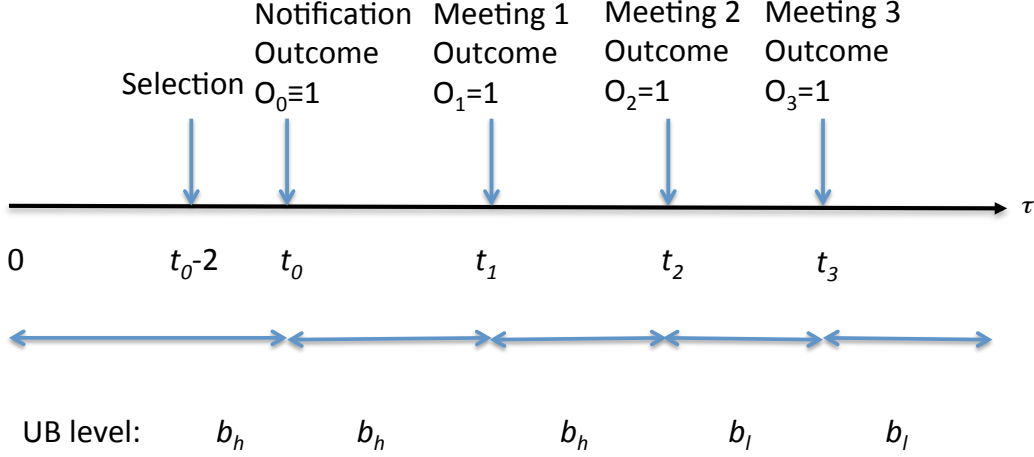 Notification Meeting 1 Meeting 2 Meeting 3
Outcome Outcome Outcome Outcome
Selection O₀≡1 O₁=1 O₂=1 O₃=1
τ
0 t₀-2 t₀ t₁ t₂ t₃
UB level: bₕ bₕ bₕ bₗ bₗ